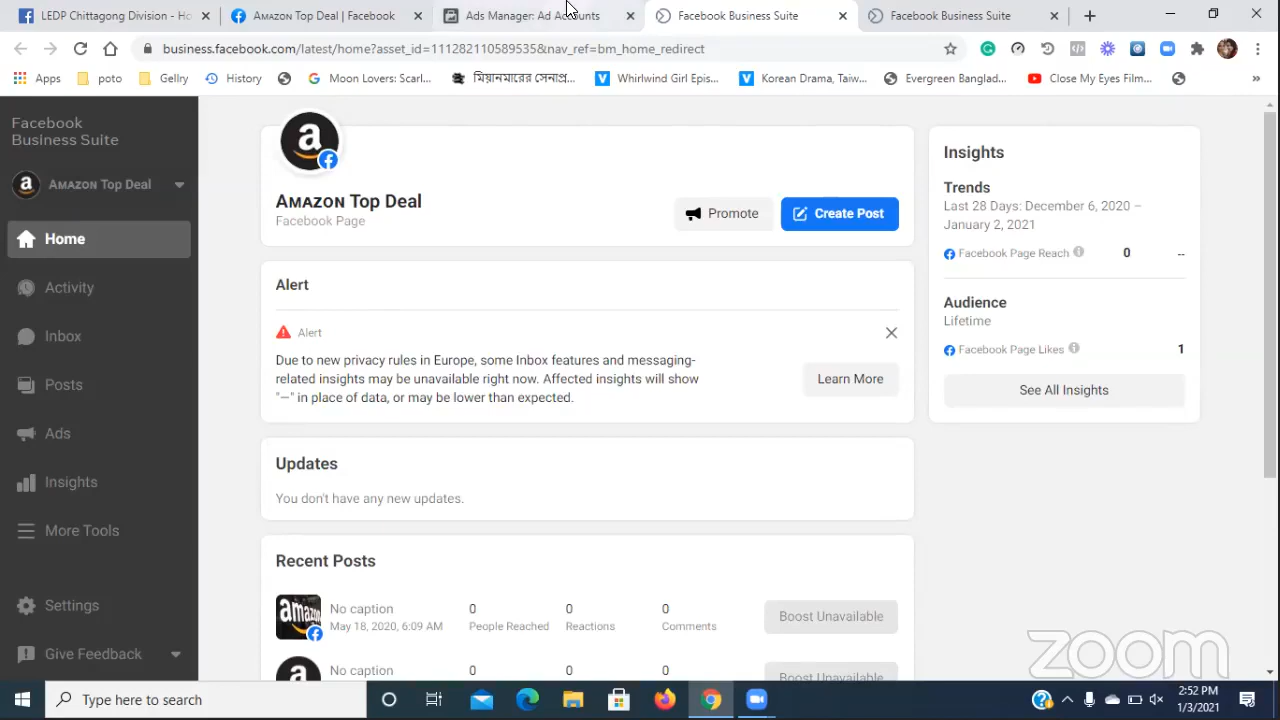 LEDP Chittagong Division - Ho
Aᴍᴀᴢᴏɴ Top Deal | Facebook
Ads Manager: Ad Accounts
Facebook Business Suite
Facebook Business Suite
business.facebook.com/latest/home?asset_id=111282110589535&nav_ref=bm_home_redirect
Apps
poto
Gellry
History
Moon Lovers: Scarl...
মিয়ানমারের সেনাপ্র...
Whirlwind Girl Epis...
Korean Drama, Taiw...
Evergreen Banglad...
Close My Eyes Film...
»
Facebook
Business Suite
Aᴍᴀᴢᴏɴ Top Deal
Home
Activity
Inbox
Posts
Ads
Insights
More Tools
Settings
Give Feedback
Aᴍᴀᴢᴏɴ Top Deal
Facebook Page
Promote
Create Post
Alert
Alert
Due to new privacy rules in Europe, some Inbox features and messaging-
related insights may be unavailable right now. Affected insights will show
"—" in place of data, or may be lower than expected.
Learn More
Updates
You don't have any new updates.
Recent Posts
amazon
No caption
May 18, 2020, 6:09 AM
0
People Reached
0
Reactions
0
Comments
Boost Unavailable
No caption
0
0
0
Boost Unavailable
Insights
Trends
Last 28 Days: December 6, 2020 –
January 2, 2021
Facebook Page Reach
0
--
Audience
Lifetime
Facebook Page Likes
1
See All Insights
zoom
Type here to search
2:52 PM
1/3/2021